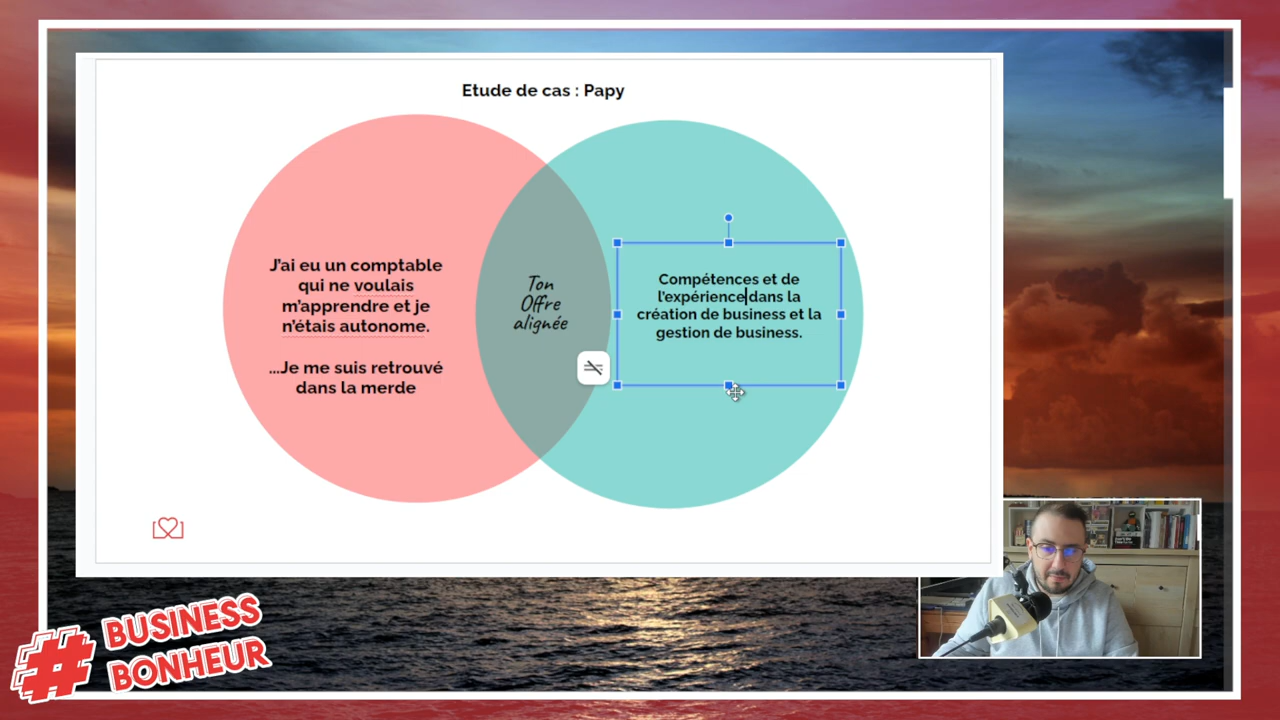 Etude de cas : Papy
J'ai eu un comptable
qui ne voulais
m'apprendre et je
n'étais autonome.
...Je me suis retrouvé
dans la merde
Ton
Offre
alignée
Compétences et de
l'expérience dans la
création de business et la
gestion de business.
# BUSINESS
BONHEUR